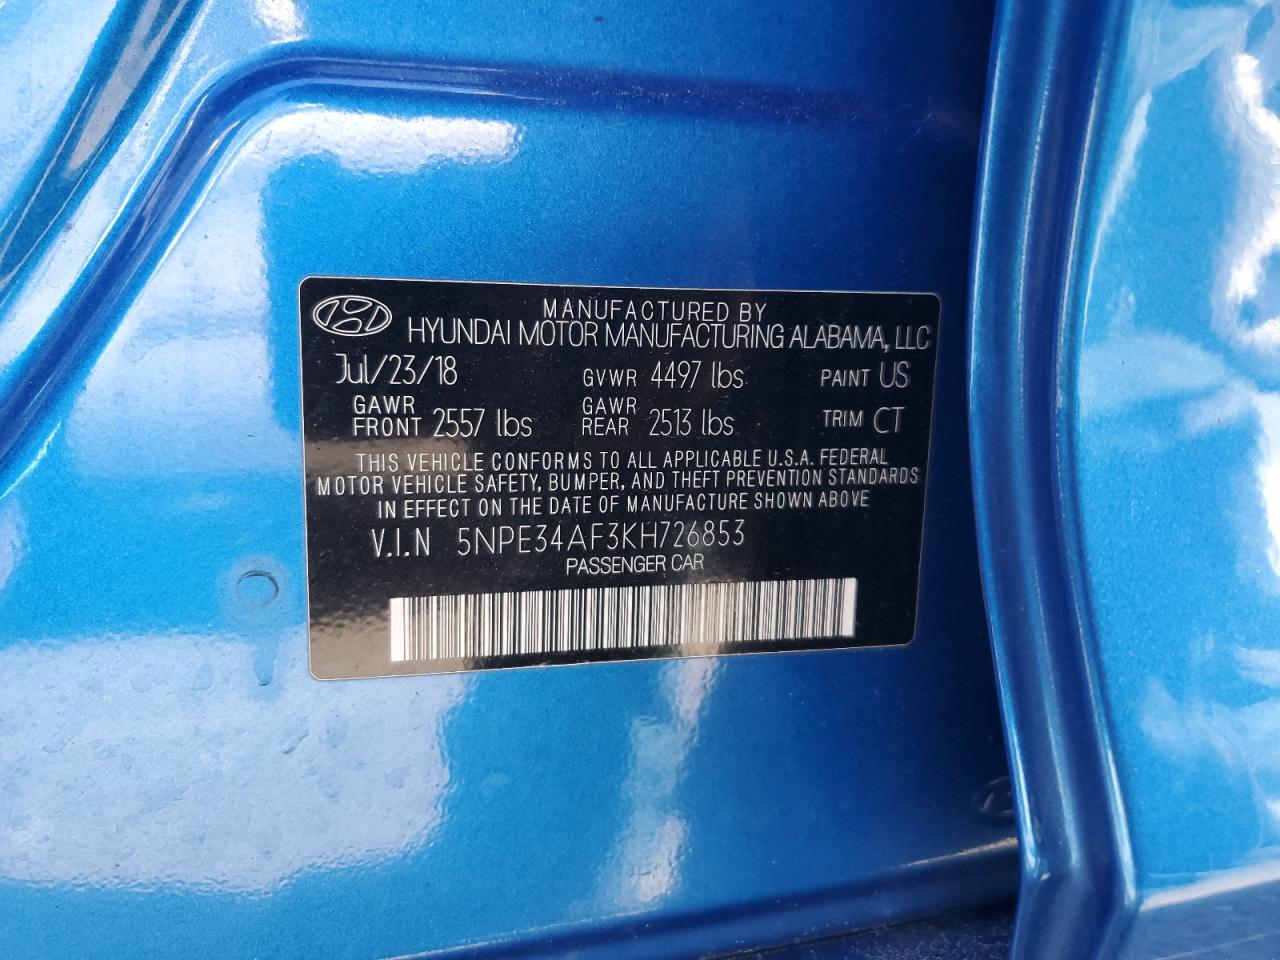 MANUFACTURED BY
HYUNDAI MOTOR MANUFACTURING ALABAMA, LLC
Jul/23/18 GVWR 4497 lbs PAINT US
GAWR FRONT 2557 lbs GAWR REAR 2513 lbs TRIM CT
THIS VEHICLE CONFORMS TO ALL APPLICABLE U.S.A. FEDERAL
MOTOR VEHICLE SAFETY, BUMPER, AND THEFT PREVENTION STANDARDS
IN EFFECT ON THE DATE OF MANUFACTURE SHOWN ABOVE
V.I.N 5NPE34AF3KH726853
PASSENGER CAR